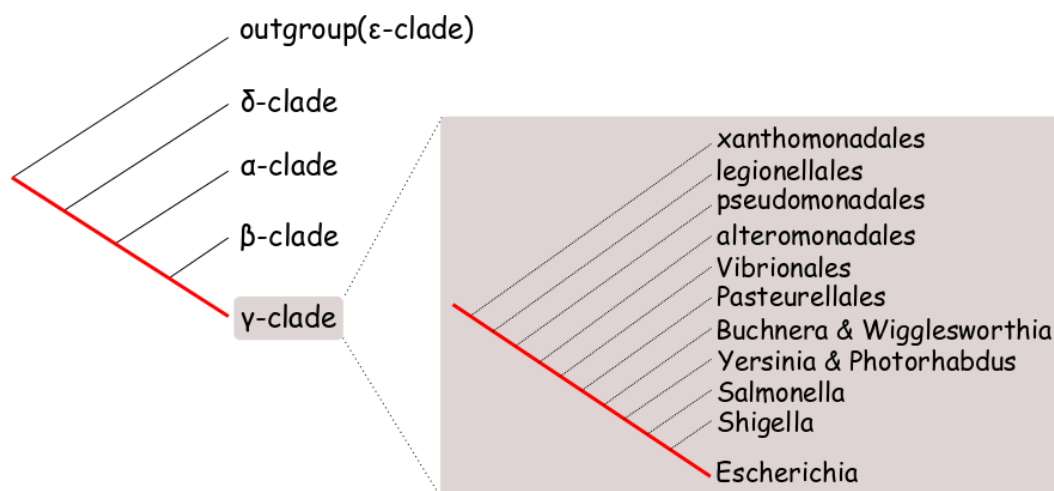 outgroup(ε-clade)
δ-clade
α-clade
β-clade
γ-clade
xanthomonadales
legionellales
pseudomonadales
alteromonadales
Vibrionales
Pasteurellales
Buchnera & Wigglesworthia
Yersinia & Photorhabdus
Salmonella
Shigella
Escherichia